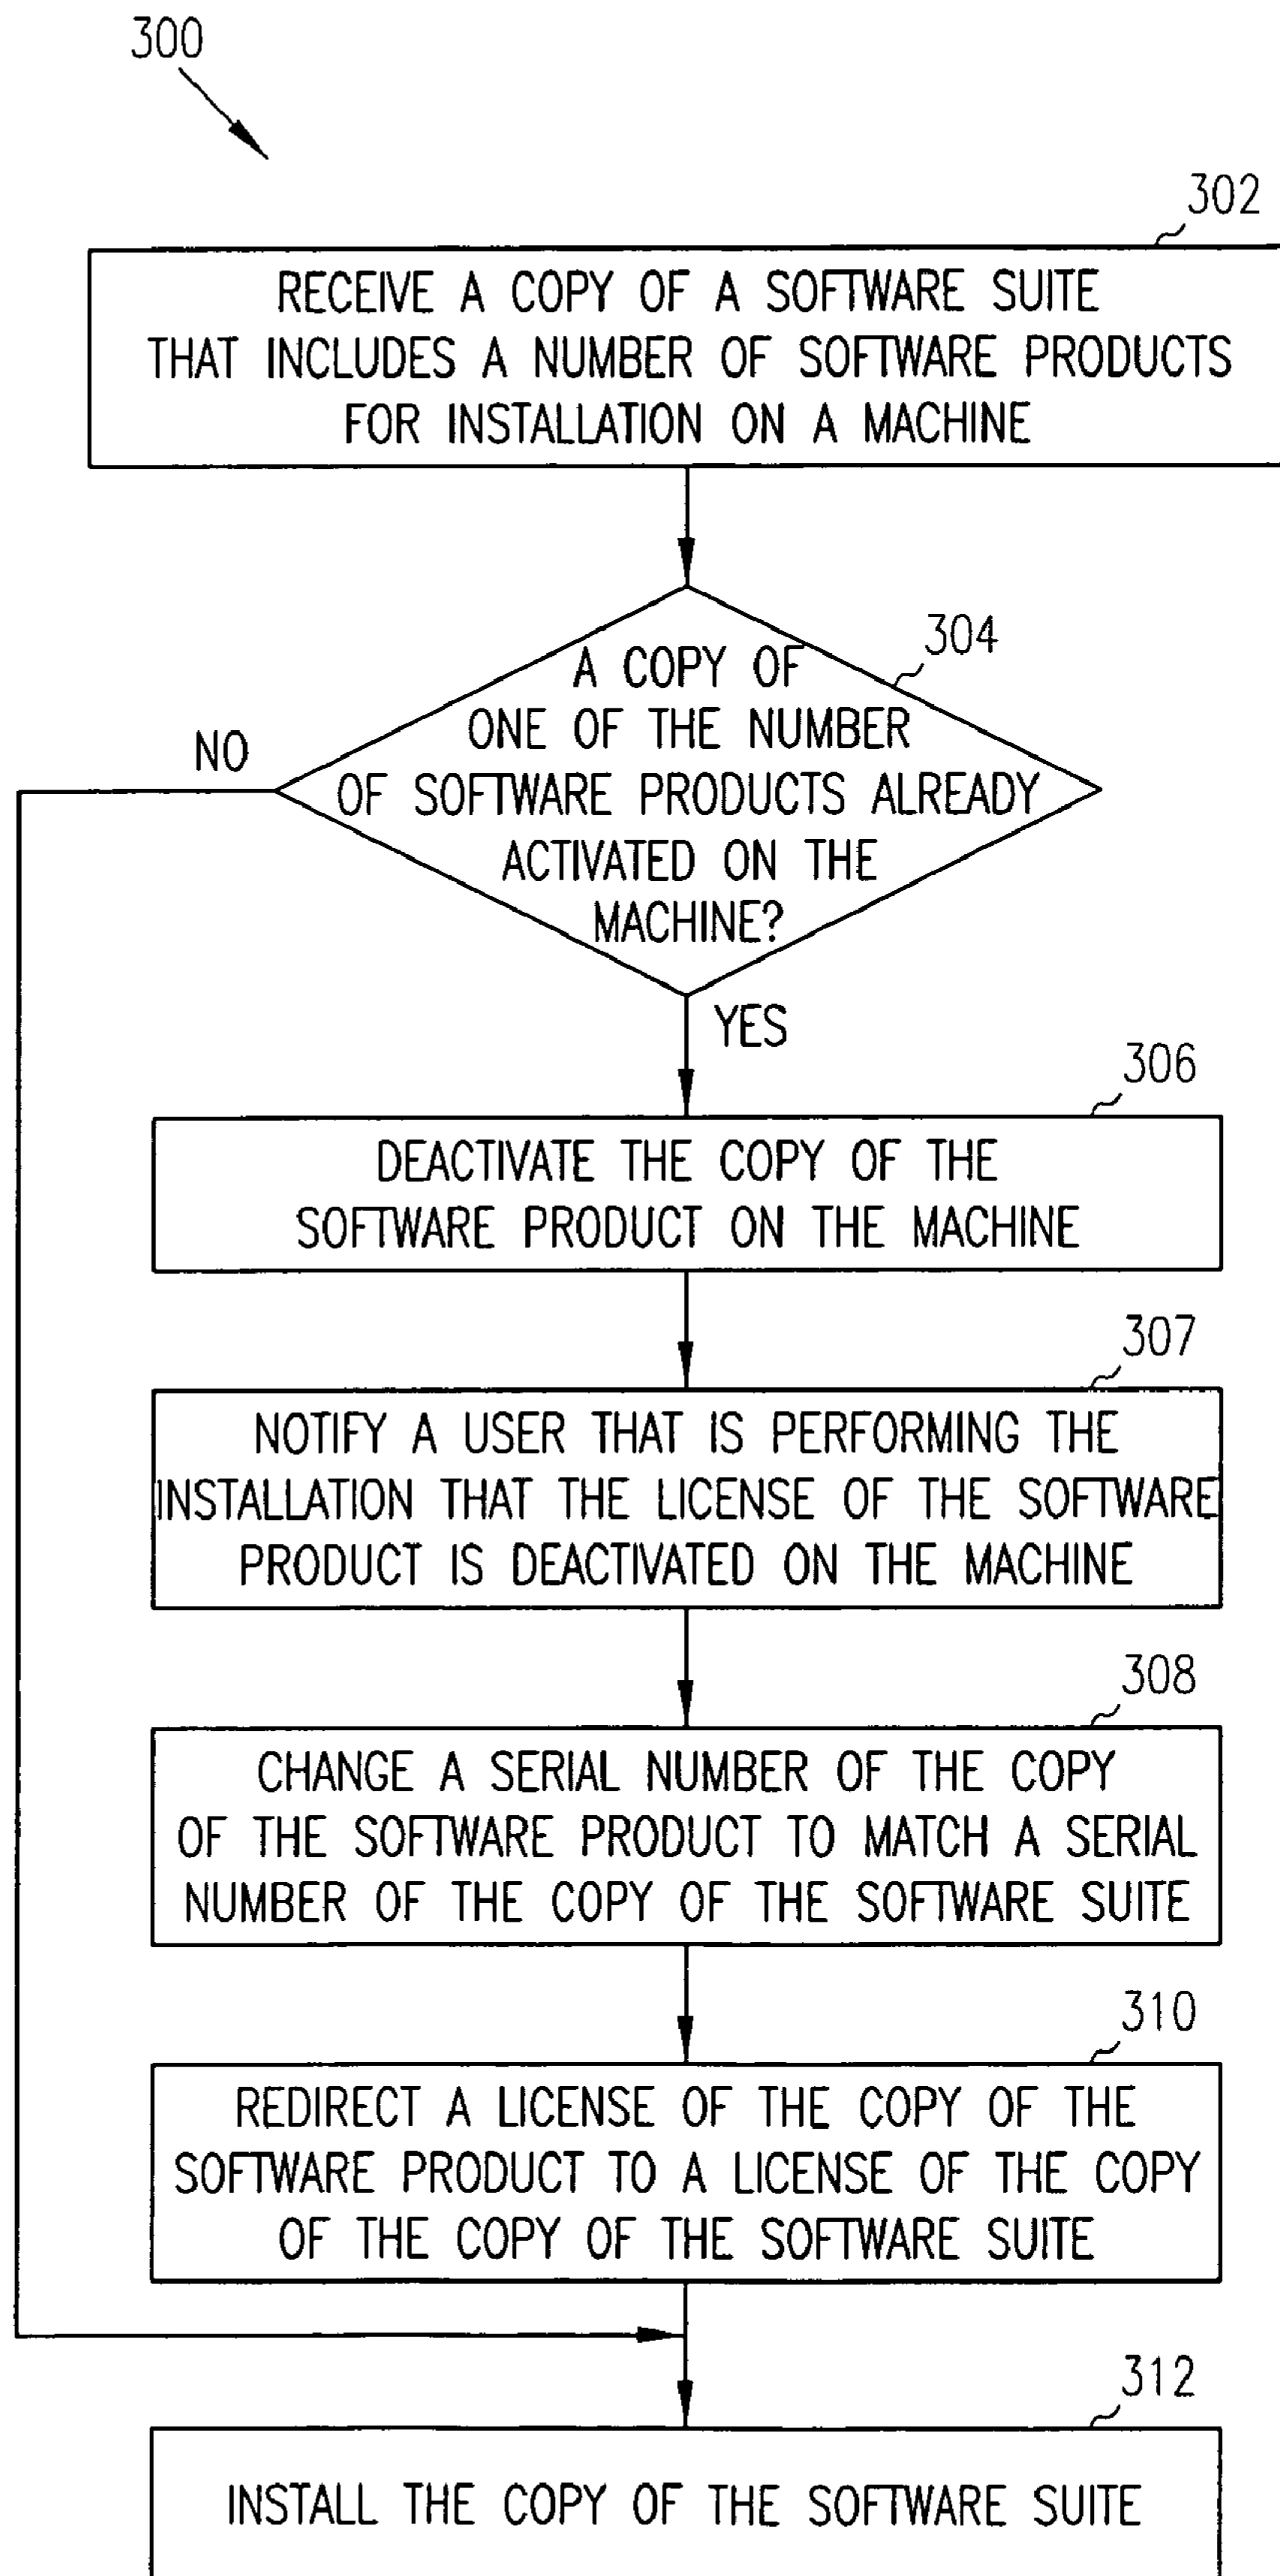 300
302
RECEIVE A COPY OF A SOFTWARE SUITE
THAT INCLUDES A NUMBER OF SOFTWARE PRODUCTS
FOR INSTALLATION ON A MACHINE
304
A COPY OF
ONE OF THE NUMBER
OF SOFTWARE PRODUCTS ALREADY
ACTIVATED ON THE
MACHINE?
NO
YES
306
DEACTIVATE THE COPY OF THE
SOFTWARE PRODUCT ON THE MACHINE
307
NOTIFY A USER THAT IS PERFORMING THE
INSTALLATION THAT THE LICENSE OF THE SOFTWARE
PRODUCT IS DEACTIVATED ON THE MACHINE
308
CHANGE A SERIAL NUMBER OF THE COPY
OF THE SOFTWARE PRODUCT TO MATCH A SERIAL
NUMBER OF THE COPY OF THE SOFTWARE SUITE
310
REDIRECT A LICENSE OF THE COPY OF THE
SOFTWARE PRODUCT TO A LICENSE OF THE COPY
OF THE COPY OF THE SOFTWARE SUITE
312
INSTALL THE COPY OF THE SOFTWARE SUITE